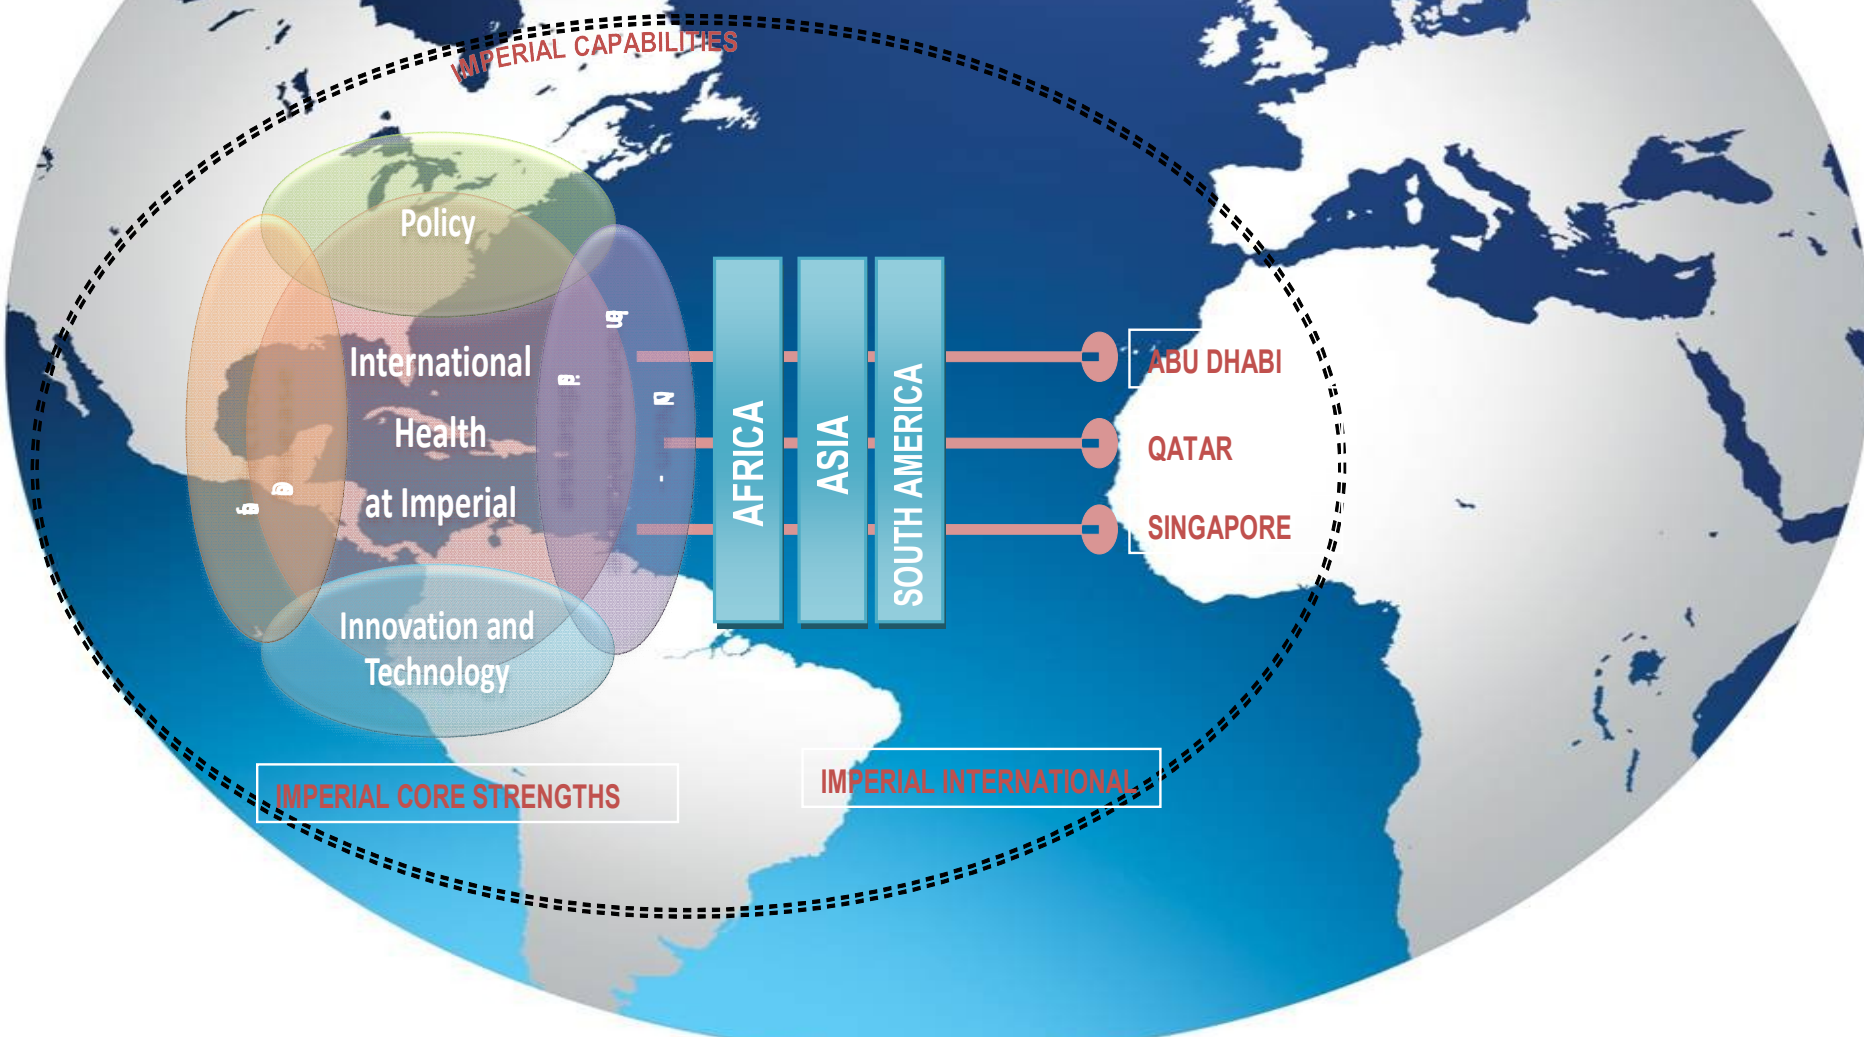 IMPERIAL CAPABILITIES
Policy
International
Health
at Imperial
Innovation and
Technology
AFRICA
ASIA
SOUTH AMERICA
ABU DHABI
QATAR
SINGAPORE
IMPERIAL CORE STRENGTHS
IMPERIAL INTERNATIONAL